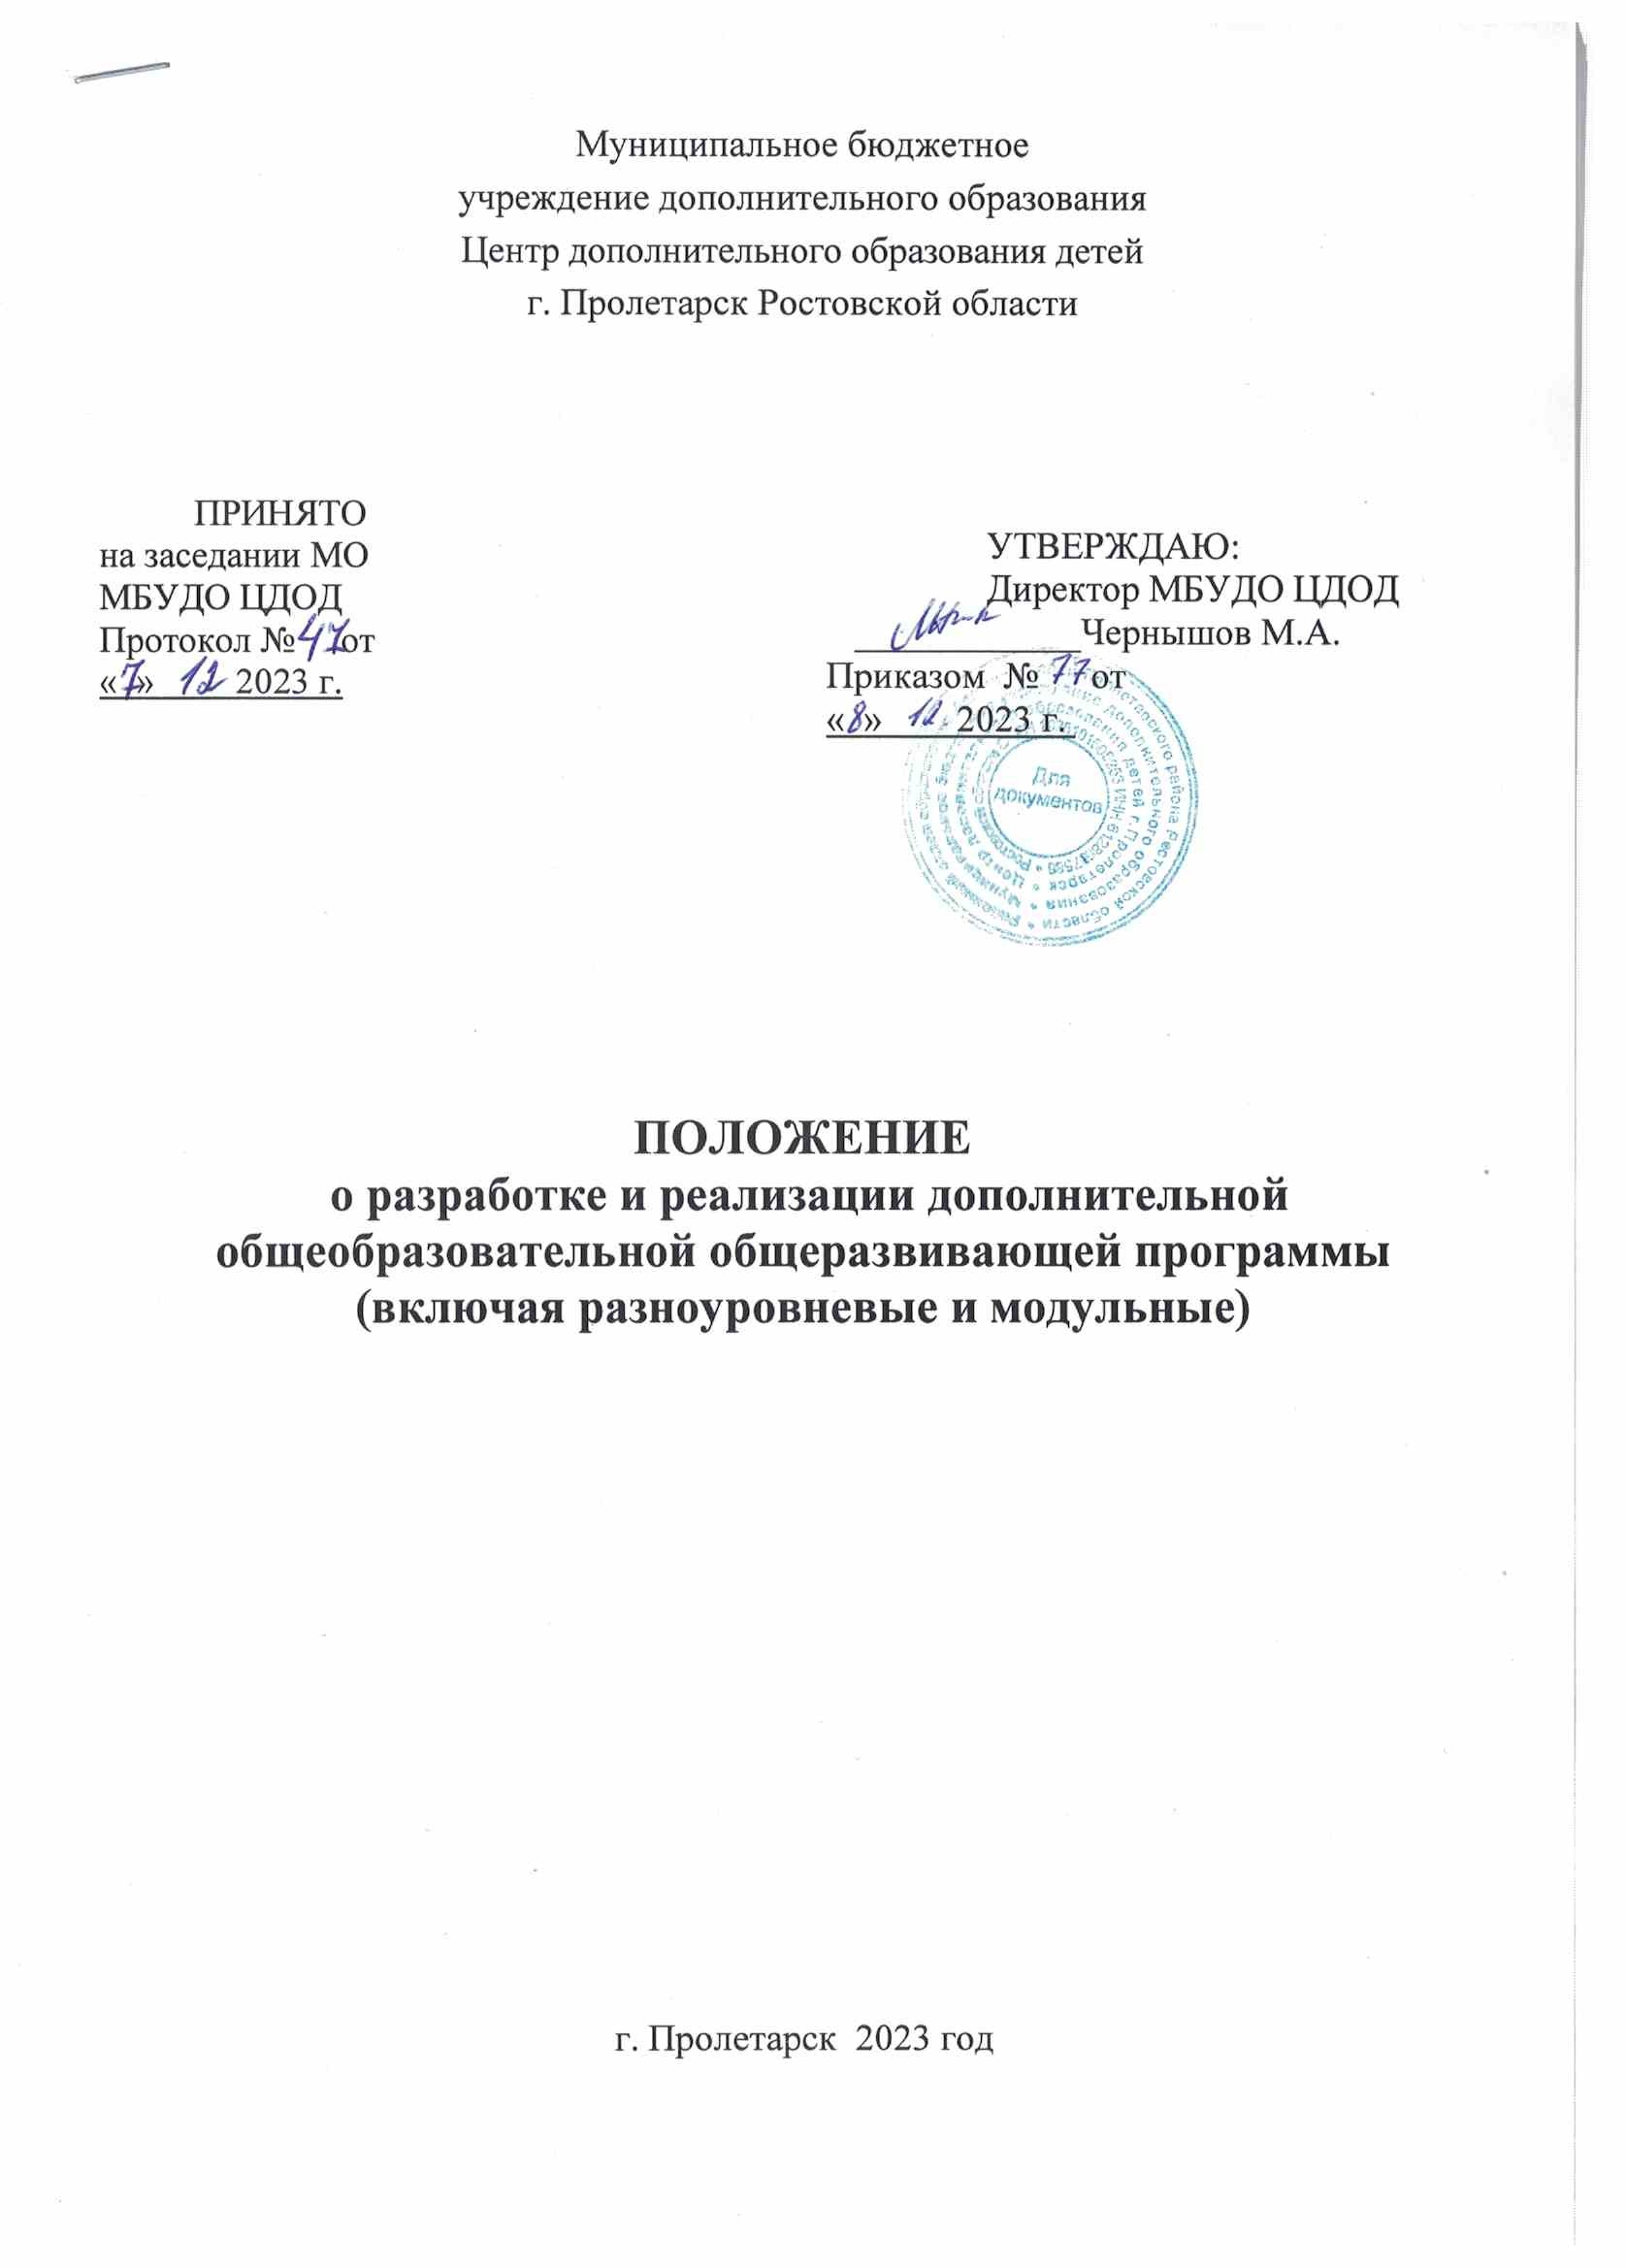 Муниципальное бюджетное
учреждение дополнительного образования
Центр дополнительного образования детей
г. Пролетарск Ростовской области
ПРИНЯТО
на заседании МО
МБУДО ЦДОД
Протокол № 47 от
«7» 12 2023 г.
УТВЕРЖДАЮ:
Директор МБУДО ЦДОД
Чернышов М.А.
Приказом № 77 от
«8» 12 2023 г.
Для
документов
ПОЛОЖЕНИЕ
о разработке и реализации дополнительной
общеобразовательной общеразвивающей программы
(включая разноуровневые и модульные)
г. Пролетарск 2023 год